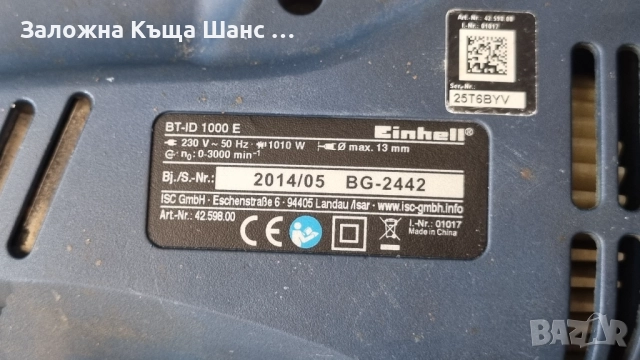 Заложна Къща Шанс ...
Art.-Nr.: 42.598.00
I.-Nr.: 01017
Ser.-Nr.:
25T6BYV
BT-ID 1000 E
Einhell®
230 V ~ 50 Hz · 1010 W
Ø max. 13 mm
n₀: 0-3000 min⁻¹
Bj./S.-Nr.: 2014/05 BG-2442
ISC GmbH · Eschenstraße 6 · 94405 Landau/Isar · www.isc-gmbh.info
Art.-Nr.: 42.598.00
I.-Nr.: 01017
Made in China
CE
BAZAR